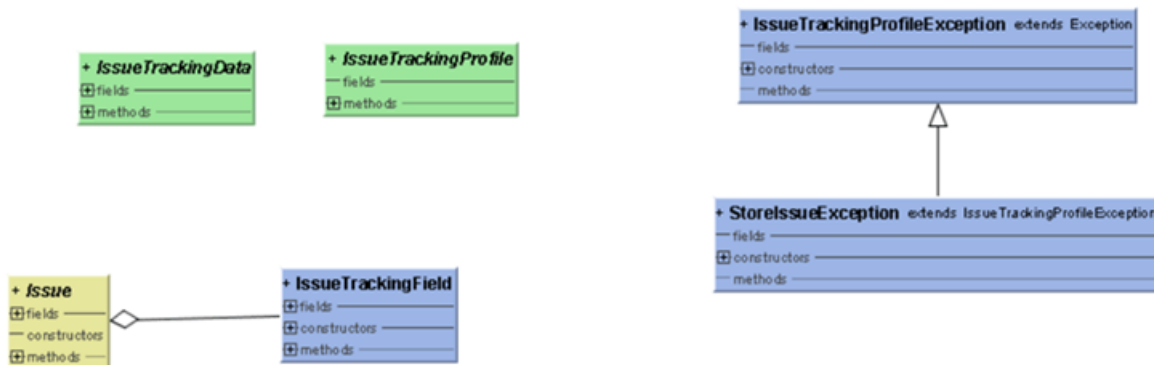 + IssueTrackingData
fields
methods
+ IssueTrackingProfile
fields
methods
+ IssueTrackingProfileException extends Exception
fields
constructors
methods
+ StoreIssueException extends IssueTrackingProfileException
fields
constructors
methods
+ Issue
fields
constructors
methods
+ IssueTrackingField
fields
constructors
methods